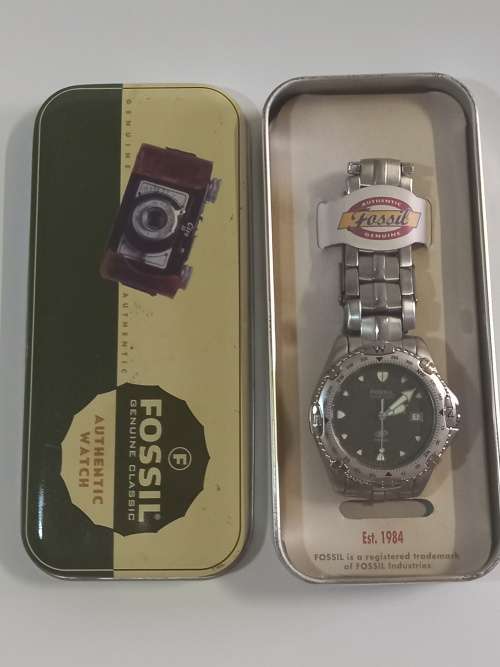 GENUINE
AUTHENTIC
F
FOSSIL®
GENUINE CLASSIC
AUTHENTIC
WATCH
AUTHENTIC
Fossil
GENUINE
FOSSIL
Est. 1984
FOSSIL is a registered trademark
of FOSSIL Industries